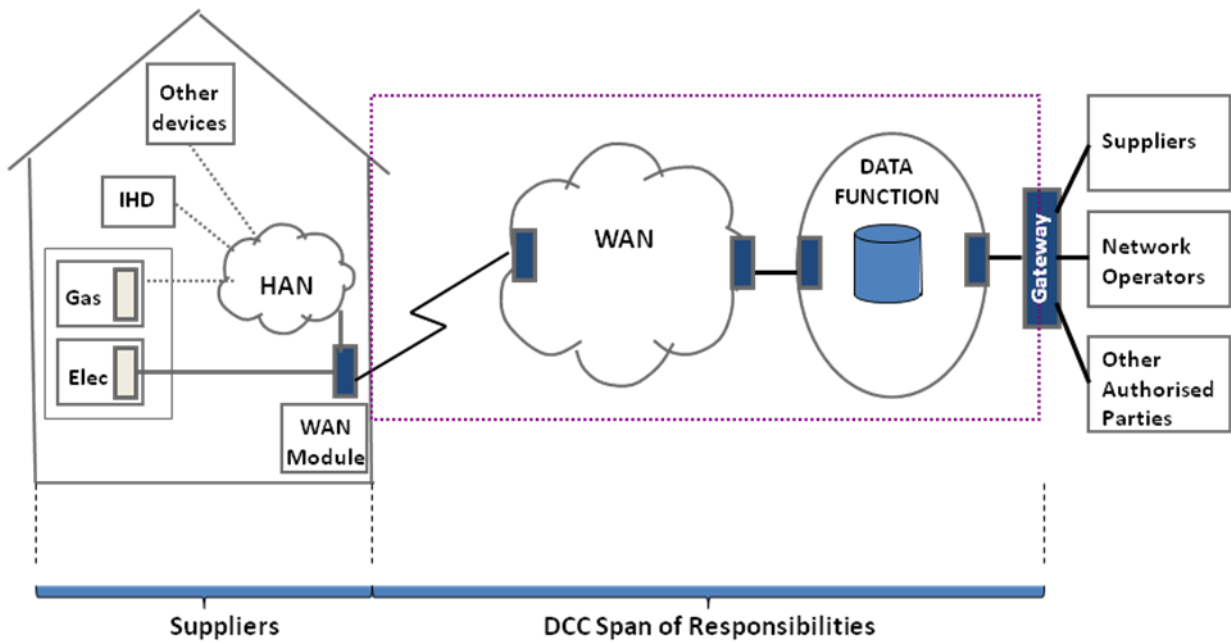 Other
devices
IHD
HAN
Gas
Elec
WAN
Module
WAN
DATA
FUNCTION
Gateway
Suppliers
Network
Operators
Other
Authorised
Parties
Suppliers
DCC Span of Responsibilities